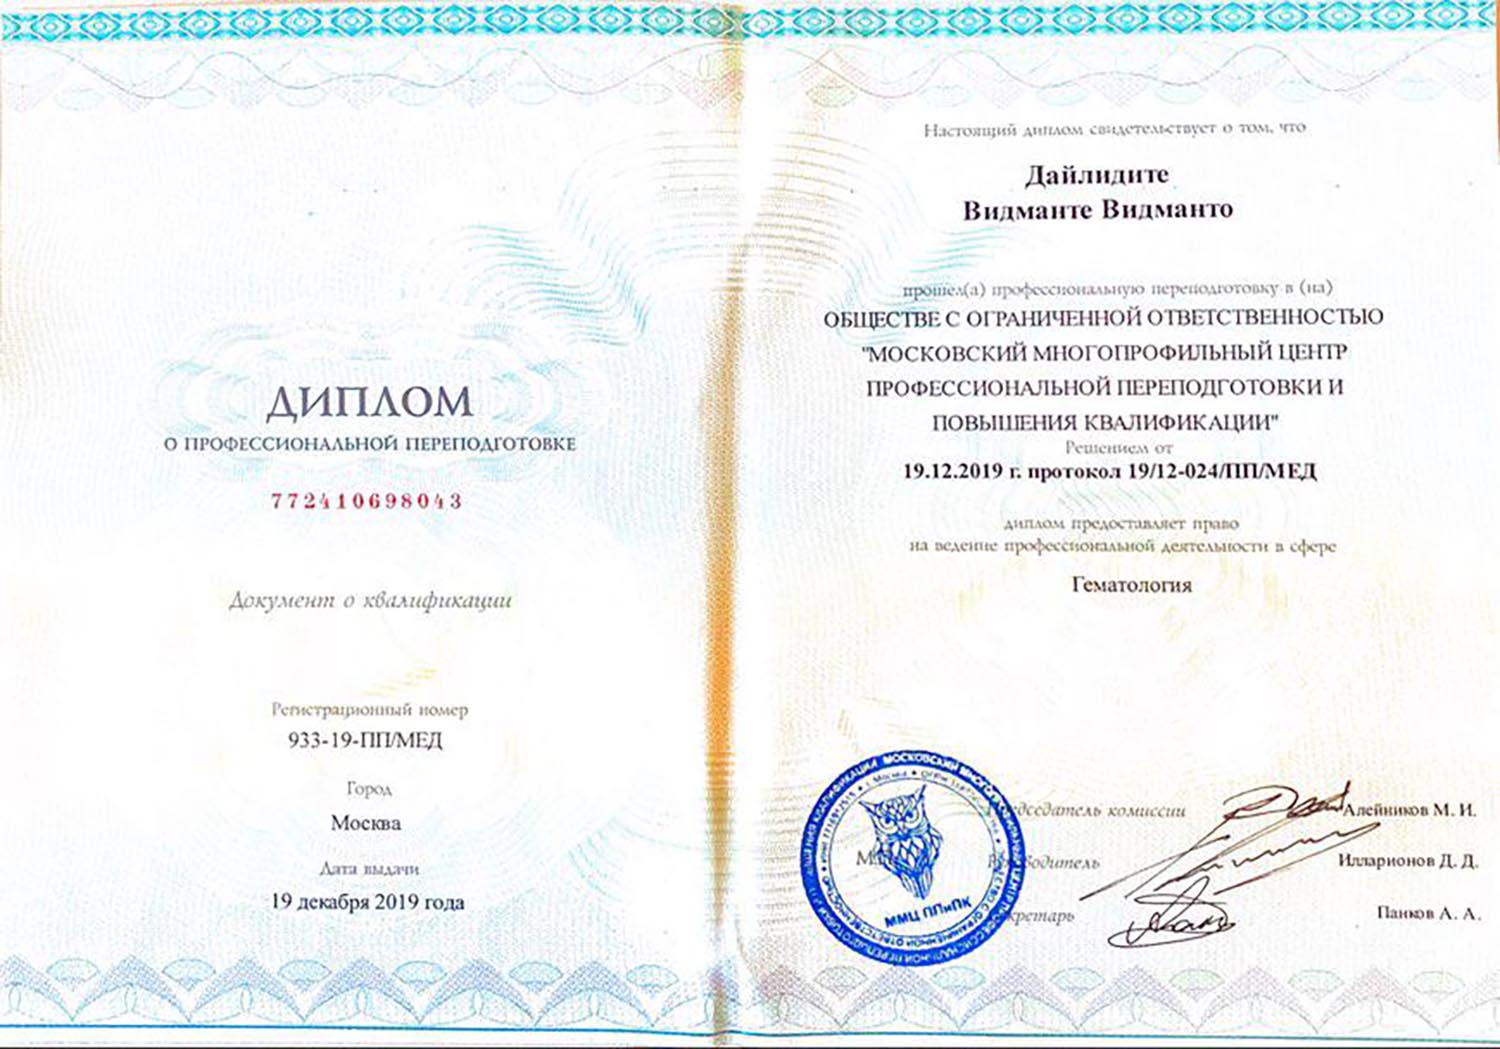 ДИПЛОМ
О ПРОФЕССИОНАЛЬНОЙ ПЕРЕПОДГОТОВКЕ
772410698043
Документ о квалификации
Регистрационный номер
933-19-ПП/МЕД
Город
Москва
Дата выдачи
19 декабря 2019 года
Настоящий диплом свидетельствует о том, что
Дайлидите
Видманте Видманто
прошел(а) профессиональную переподготовку в (на)
ОБЩЕСТВЕ С ОГРАНИЧЕННОЙ ОТВЕТСТВЕННОСТЬЮ
"МОСКОВСКИЙ МНОГОПРОФИЛЬНЫЙ ЦЕНТР
ПРОФЕССИОНАЛЬНОЙ ПЕРЕПОДГОТОВКИ И
ПОВЫШЕНИЯ КВАЛИФИКАЦИИ"
Решением от
19.12.2019 г. протокол 19/12-024/ПП/МЕД
диплом предоставляет право
на ведение профессиональной деятельности в сфере
Гематология
Председатель комиссии Алейников М. И.
Руководитель Илларионов Д. Д.
Секретарь Панков А. А.
ММЦ ППиПК